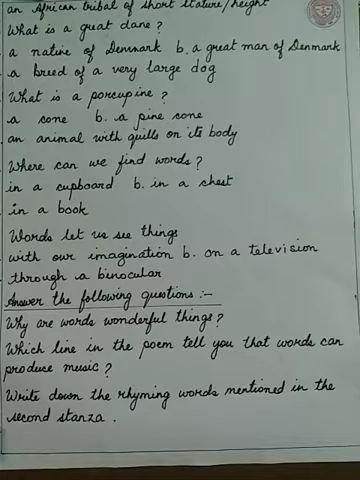 an African tribal of short stature/height
What is a great dane?
a native of Denmark b. a great man of Denmark
a breed of a very large dog
What is a porcupine?
a cone b. a pine cone
an animal with quills on its body
Where can we find words?
in a cupboard b. in a chest
in a book
Words let us see things
with our imagination b. on a television
through a binocular
Answer the following questions :-
Why are words wonderful things?
Which line in the poem tell you that words can
produce music?
Write down the rhyming words mentioned in the
second stanza.